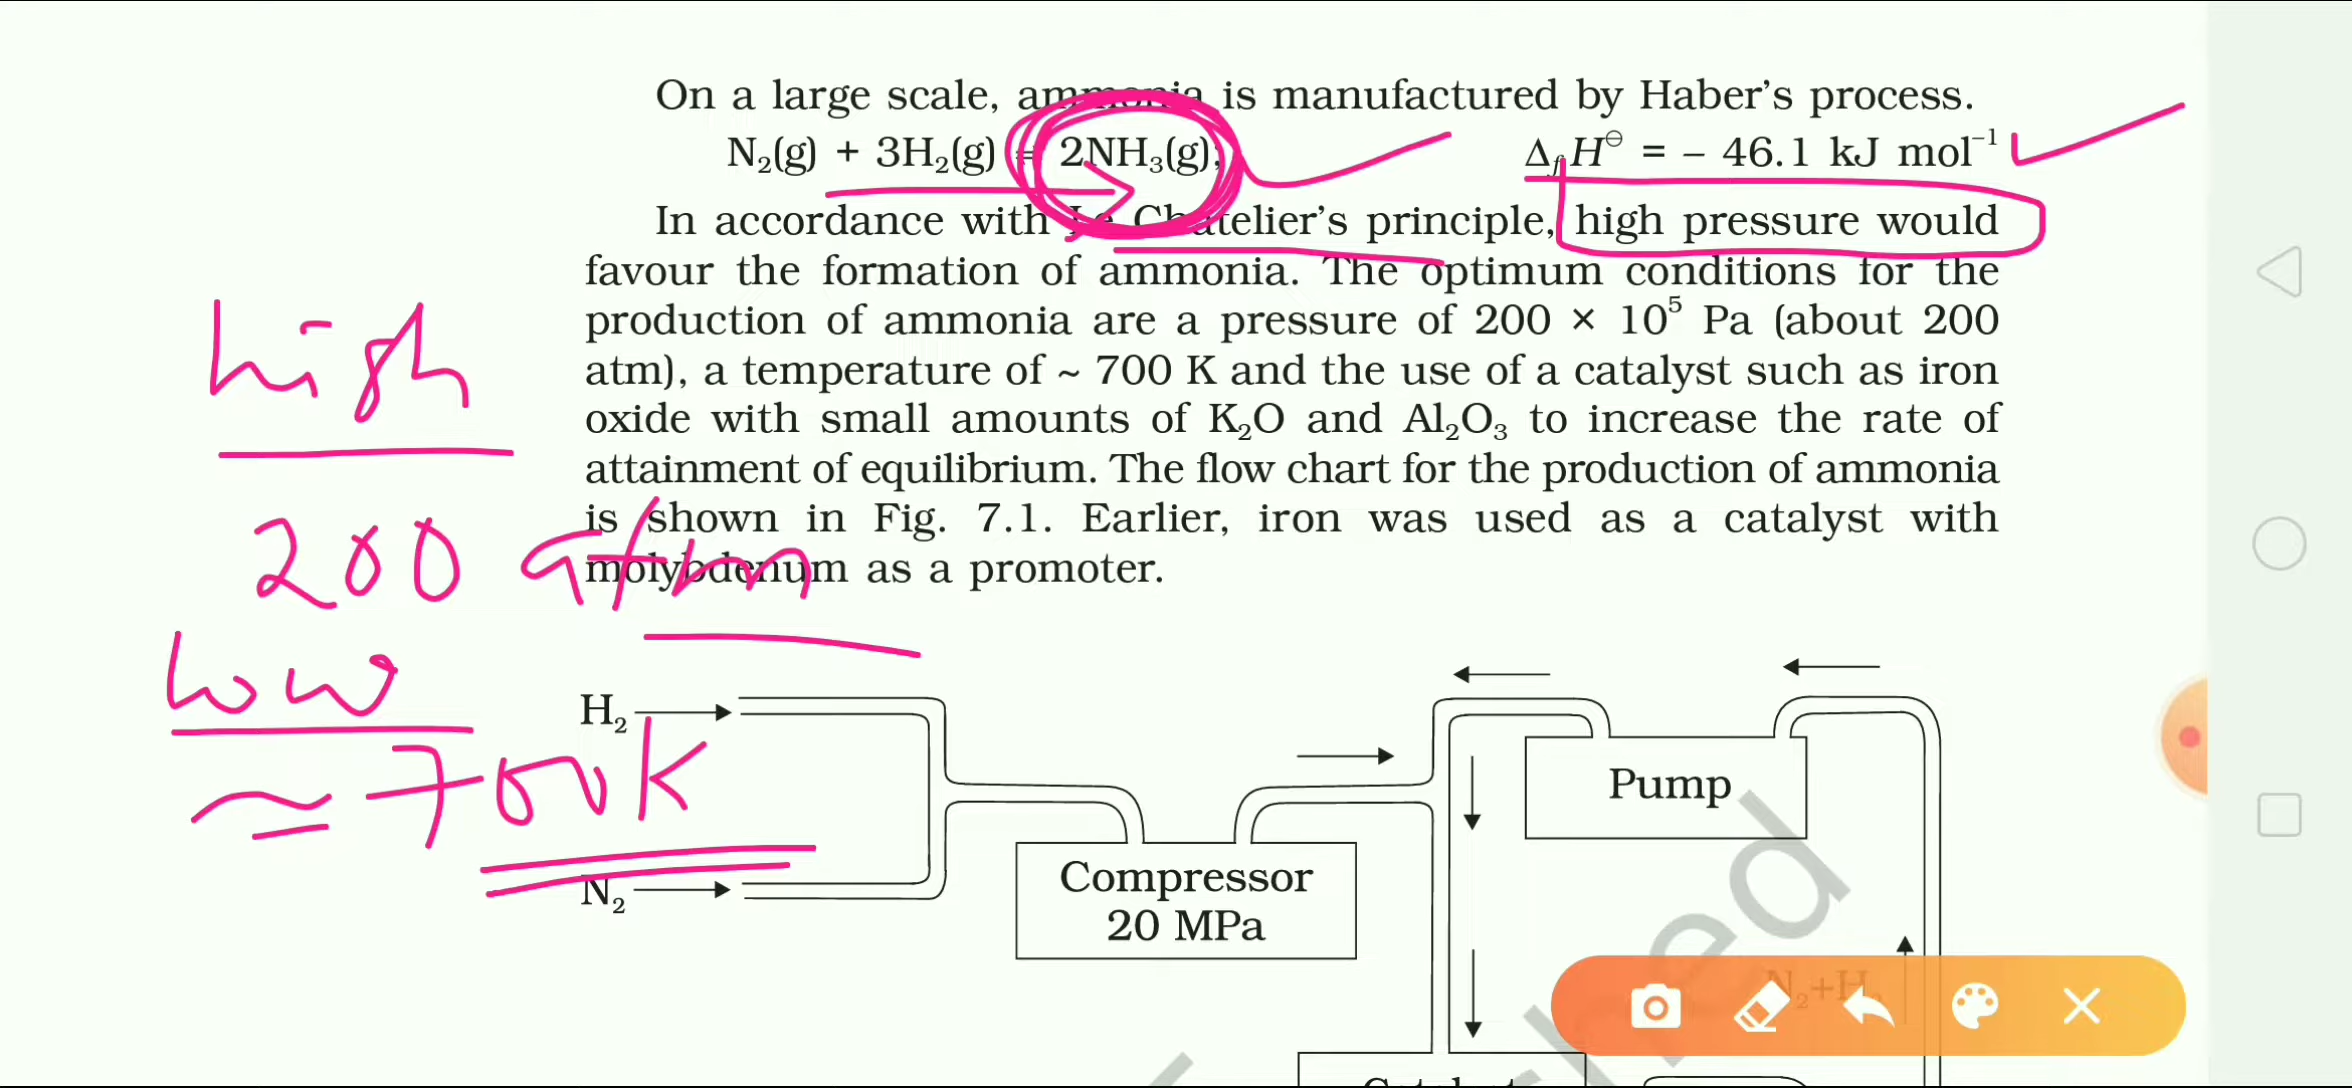 On a large scale, ammonia is manufactured by Haber's process.
N₂(g) + 3H₂(g) ⇌ 2NH₃(g); Δ_f H⊖ = – 46.1 kJ mol⁻¹
In accordance with Le Chatelier's principle, high pressure would
favour the formation of ammonia. The optimum conditions for the
production of ammonia are a pressure of 200 × 10⁵ Pa (about 200
atm), a temperature of ~ 700 K and the use of a catalyst such as iron
oxide with small amounts of K₂O and Al₂O₃ to increase the rate of
attainment of equilibrium. The flow chart for the production of ammonia
is shown in Fig. 7.1. Earlier, iron was used as a catalyst with
molybdenum as a promoter.
high
200 atm
low
≈ 700K
H₂
N₂
Compressor
20 MPa
Pump
N₂+H₂